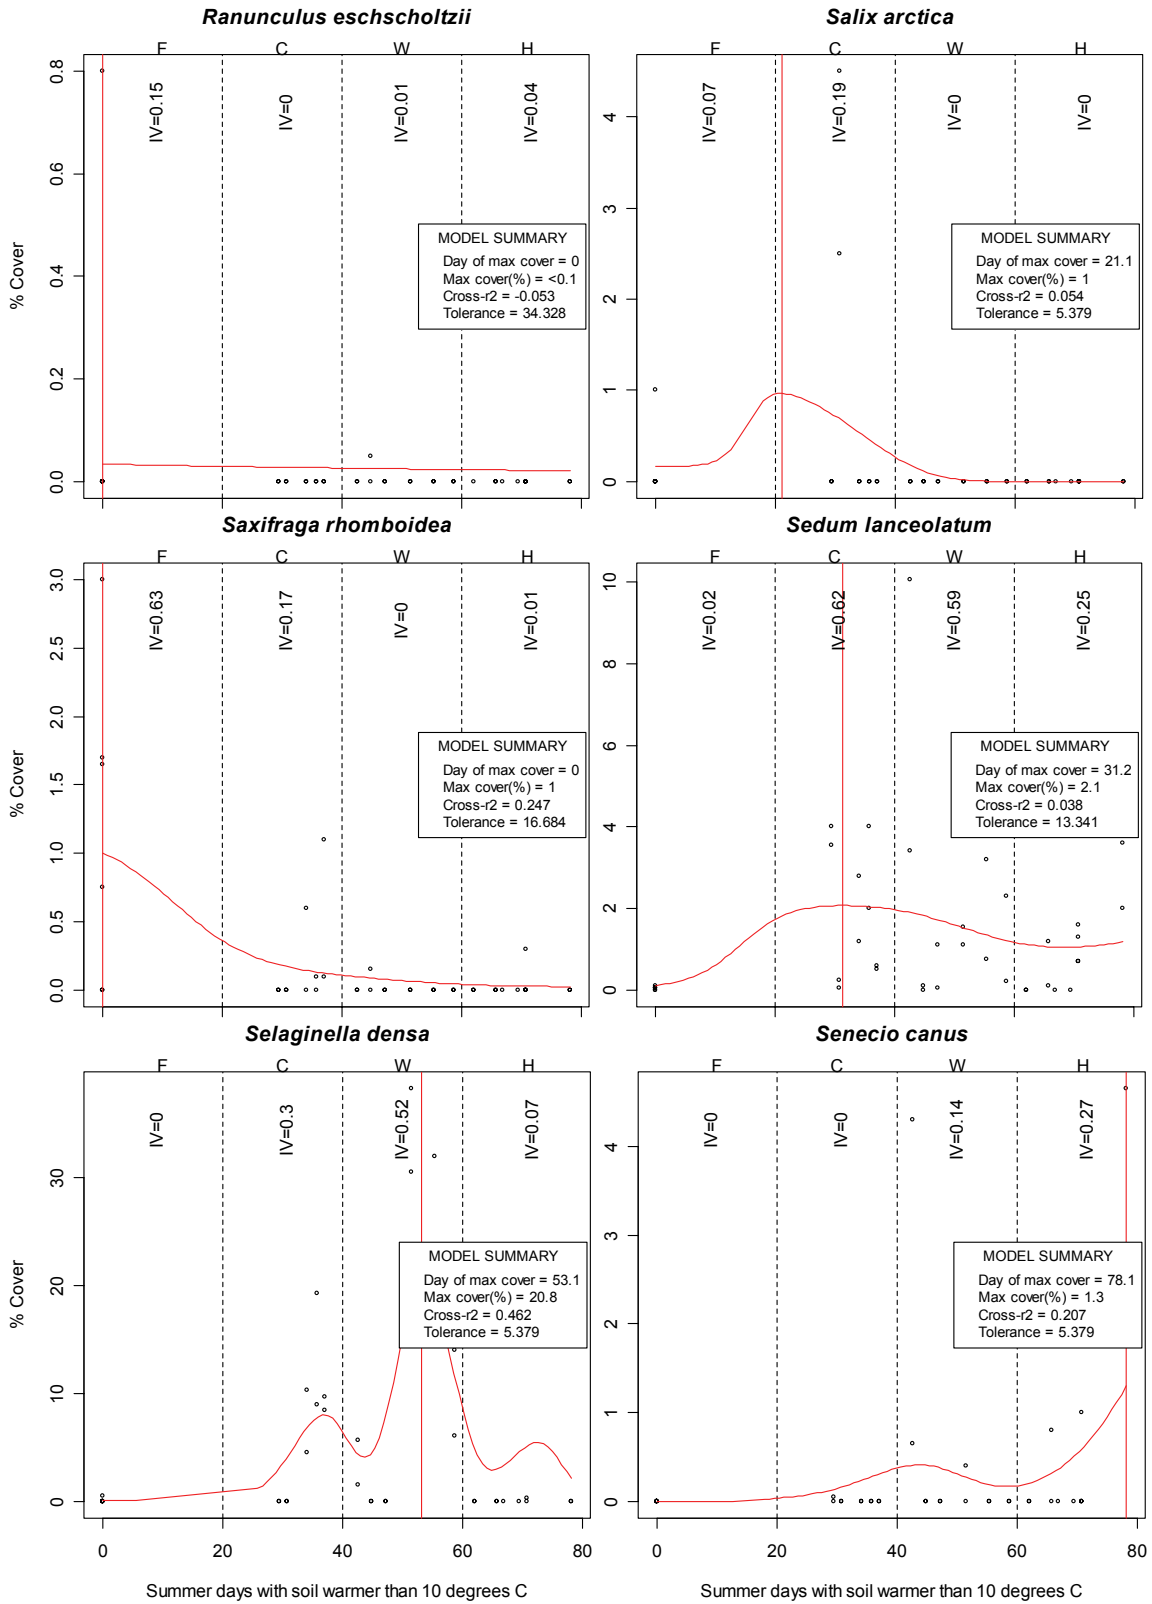 Ranunculus eschscholtzii
F C W H
IV=0.15 IV=0 IV=0.01 IV=0.04
0.8
0.6
0.4
0.2
0.0
% Cover
MODEL SUMMARY
Day of max cover = 0
Max cover(%) = <0.1
Cross-r2 = -0.053
Tolerance = 34.328
Salix arctica
F C W H
IV=0.07 IV=0.19 IV=0 IV=0
4
3
2
1
0
MODEL SUMMARY
Day of max cover = 21.1
Max cover(%) = 1
Cross-r2 = 0.054
Tolerance = 5.379
Saxifraga rhomboidea
F C W H
IV=0.63 IV=0.17 IV=0 IV=0.01
3.0
2.5
2.0
1.5
1.0
0.5
0.0
% Cover
MODEL SUMMARY
Day of max cover = 0
Max cover(%) = 1
Cross-r2 = 0.247
Tolerance = 16.684
Sedum lanceolatum
F C W H
IV=0.02 IV=0.62 IV=0.59 IV=0.25
10
8
6
4
2
0
MODEL SUMMARY
Day of max cover = 31.2
Max cover(%) = 2.1
Cross-r2 = 0.038
Tolerance = 13.341
Selaginella densa
F C W H
IV=0 IV=0.3 IV=0.52 IV=0.07
30
20
10
0
% Cover
MODEL SUMMARY
Day of max cover = 53.1
Max cover(%) = 20.8
Cross-r2 = 0.462
Tolerance = 5.379
0 20 40 60 80
Summer days with soil warmer than 10 degrees C
Senecio canus
F C W H
IV=0 IV=0 IV=0.14 IV=0.27
4
3
2
1
0
MODEL SUMMARY
Day of max cover = 78.1
Max cover(%) = 1.3
Cross-r2 = 0.207
Tolerance = 5.379
0 20 40 60 80
Summer days with soil warmer than 10 degrees C